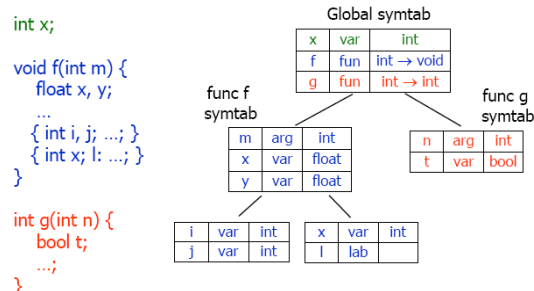 int x;
void f(int m) {
float x, y;
...
{ int i, j; ...; }
{ int x; l: ...; }
}
int g(int n) {
bool t;
...;
}
Global symtab
x var int
f fun int → void
g fun int → int
func f
symtab
m arg int
x var float
y var float
func g
symtab
n arg int
t var bool
i var int
j var int
x var int
l lab